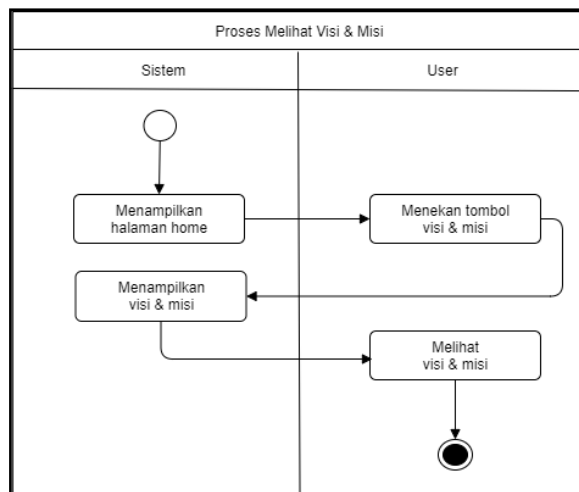 Proses Melihat Visi & Misi
Sistem
User
Menampilkan
halaman home
Menekan tombol
visi & misi
Menampilkan
visi & misi
Melihat
visi & misi